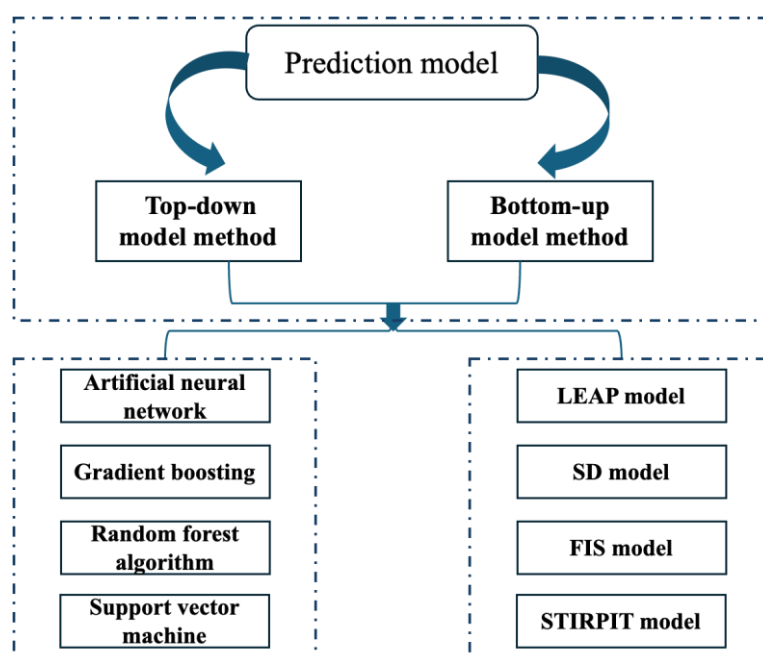 Prediction model
Top-down
model method
Bottom-up
model method
Artificial neural
network
Gradient boosting
Random forest
algorithm
Support vector
machine
LEAP model
SD model
FIS model
STIRPIT model